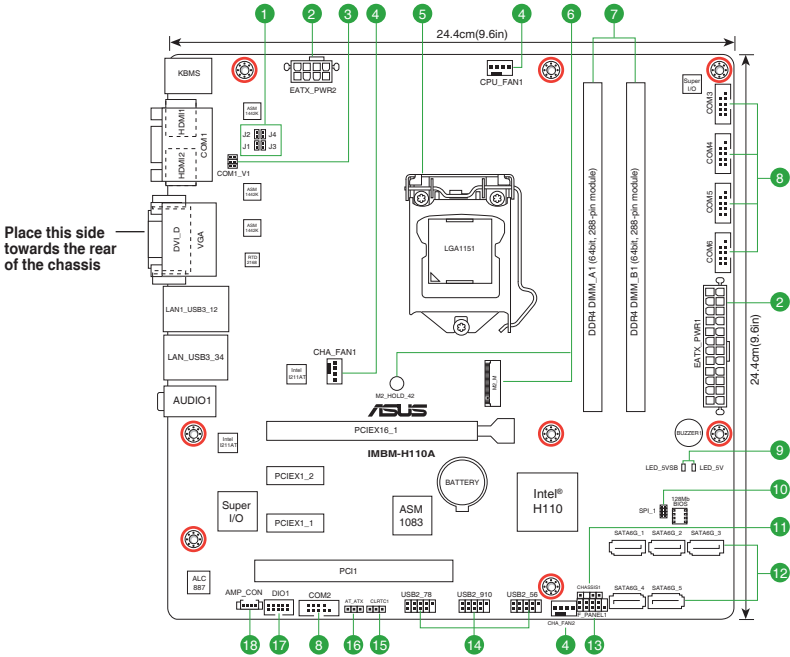 1
2
3
4
5
4
6
7
24.4cm(9.6in)
KBMS
EATX_PWR2
CPU_FAN1
Super
I/O
COM3
HDMI1
HDMI2
COM1
ASM
1442K
J2
J4
J1
J3
COM1_V1
COM4
8
ASM
1442K
COM5
Place this side
towards the rear
of the chassis
DVI_D
VGA
ASM
1442K
RTD
2168
LGA1151
DDR4 DIMM_A1 (64bit, 288-pin module)
DDR4 DIMM_B1 (64bit, 288-pin module)
COM6
2
EATX_PWR1
24.4cm(9.6in)
LAN1_USB3_12
LAN_USB3_34
CHA_FAN1
4
Intel
I211AT
M2_M
6
M2_HOLD_42
AUDIO1
ASUS
PCIEX16_1
BUZZER1
Intel
I211AT
IMBM-H110A
9
LED_5VSB
LED_5V
PCIEX1_2
BATTERY
10
Super
I/O
ASM
1083
Intel®
H110
128Mb
BIOS
SPI_1
PCIEX1_1
11
SATA6G_1
SATA6G_2
SATA6G_3
PCI1
12
ALC
887
CHASSIS1
SATA6G_4
SATA6G_5
AMP_CON
DIO1
COM2
AT_ATX
CLRTC1
USB2_78
USB2_910
USB2_56
F_PANEL1
CHA_FAN2
18
17
8
16
15
14
4
13